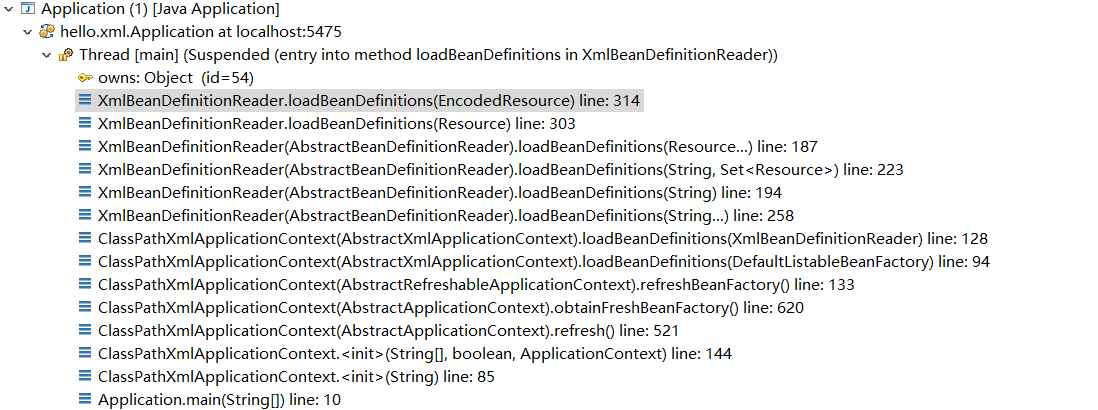 Application (1) [Java Application]
hello.xml.Application at localhost:5475
Thread [main] (Suspended (entry into method loadBeanDefinitions in XmlBeanDefinitionReader))
owns: Object (id=54)
XmlBeanDefinitionReader.loadBeanDefinitions(EncodedResource) line: 314
XmlBeanDefinitionReader.loadBeanDefinitions(Resource) line: 303
XmlBeanDefinitionReader(AbstractBeanDefinitionReader).loadBeanDefinitions(Resource...) line: 187
XmlBeanDefinitionReader(AbstractBeanDefinitionReader).loadBeanDefinitions(String, Set<Resource>) line: 223
XmlBeanDefinitionReader(AbstractBeanDefinitionReader).loadBeanDefinitions(String) line: 194
XmlBeanDefinitionReader(AbstractBeanDefinitionReader).loadBeanDefinitions(String...) line: 258
ClassPathXmlApplicationContext(AbstractXmlApplicationContext).loadBeanDefinitions(XmlBeanDefinitionReader) line: 128
ClassPathXmlApplicationContext(AbstractXmlApplicationContext).loadBeanDefinitions(DefaultListableBeanFactory) line: 94
ClassPathXmlApplicationContext(AbstractRefreshableApplicationContext).refreshBeanFactory() line: 133
ClassPathXmlApplicationContext(AbstractApplicationContext).obtainFreshBeanFactory() line: 620
ClassPathXmlApplicationContext(AbstractApplicationContext).refresh() line: 521
ClassPathXmlApplicationContext.<init>(String[], boolean, ApplicationContext) line: 144
ClassPathXmlApplicationContext.<init>(String) line: 85
Application.main(String[]) line: 10